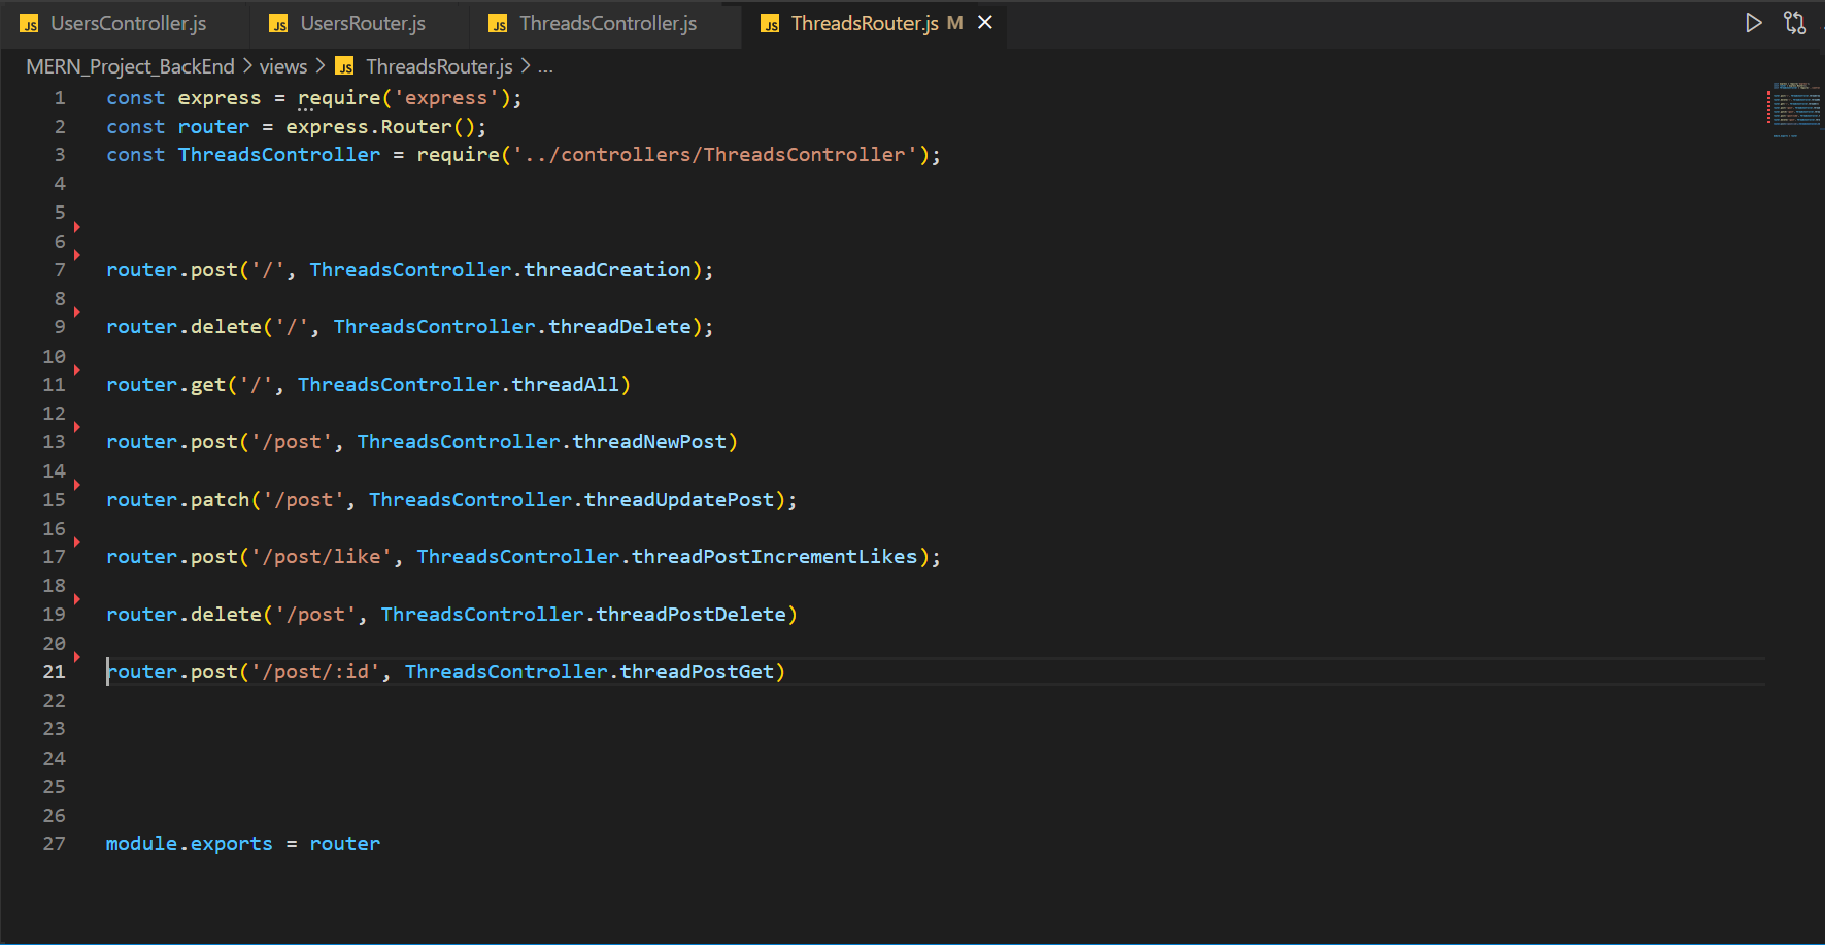 JS UsersController.js JS UsersRouter.js JS ThreadsController.js JS ThreadsRouter.js M
MERN_Project_BackEnd > views > JS ThreadsRouter.js > ...
1 const express = require('express');
2 const router = express.Router();
3 const ThreadsController = require('../controllers/ThreadsController');
4
5
6
7 router.post('/', ThreadsController.threadCreation);
8
9 router.delete('/', ThreadsController.threadDelete);
10
11 router.get('/', ThreadsController.threadAll)
12
13 router.post('/post', ThreadsController.threadNewPost)
14
15 router.patch('/post', ThreadsController.threadUpdatePost);
16
17 router.post('/post/like', ThreadsController.threadPostIncrementLikes);
18
19 router.delete('/post', ThreadsController.threadPostDelete)
20
21 router.post('/post/:id', ThreadsController.threadPostGet)
22
23
24
25
26
27 module.exports = router